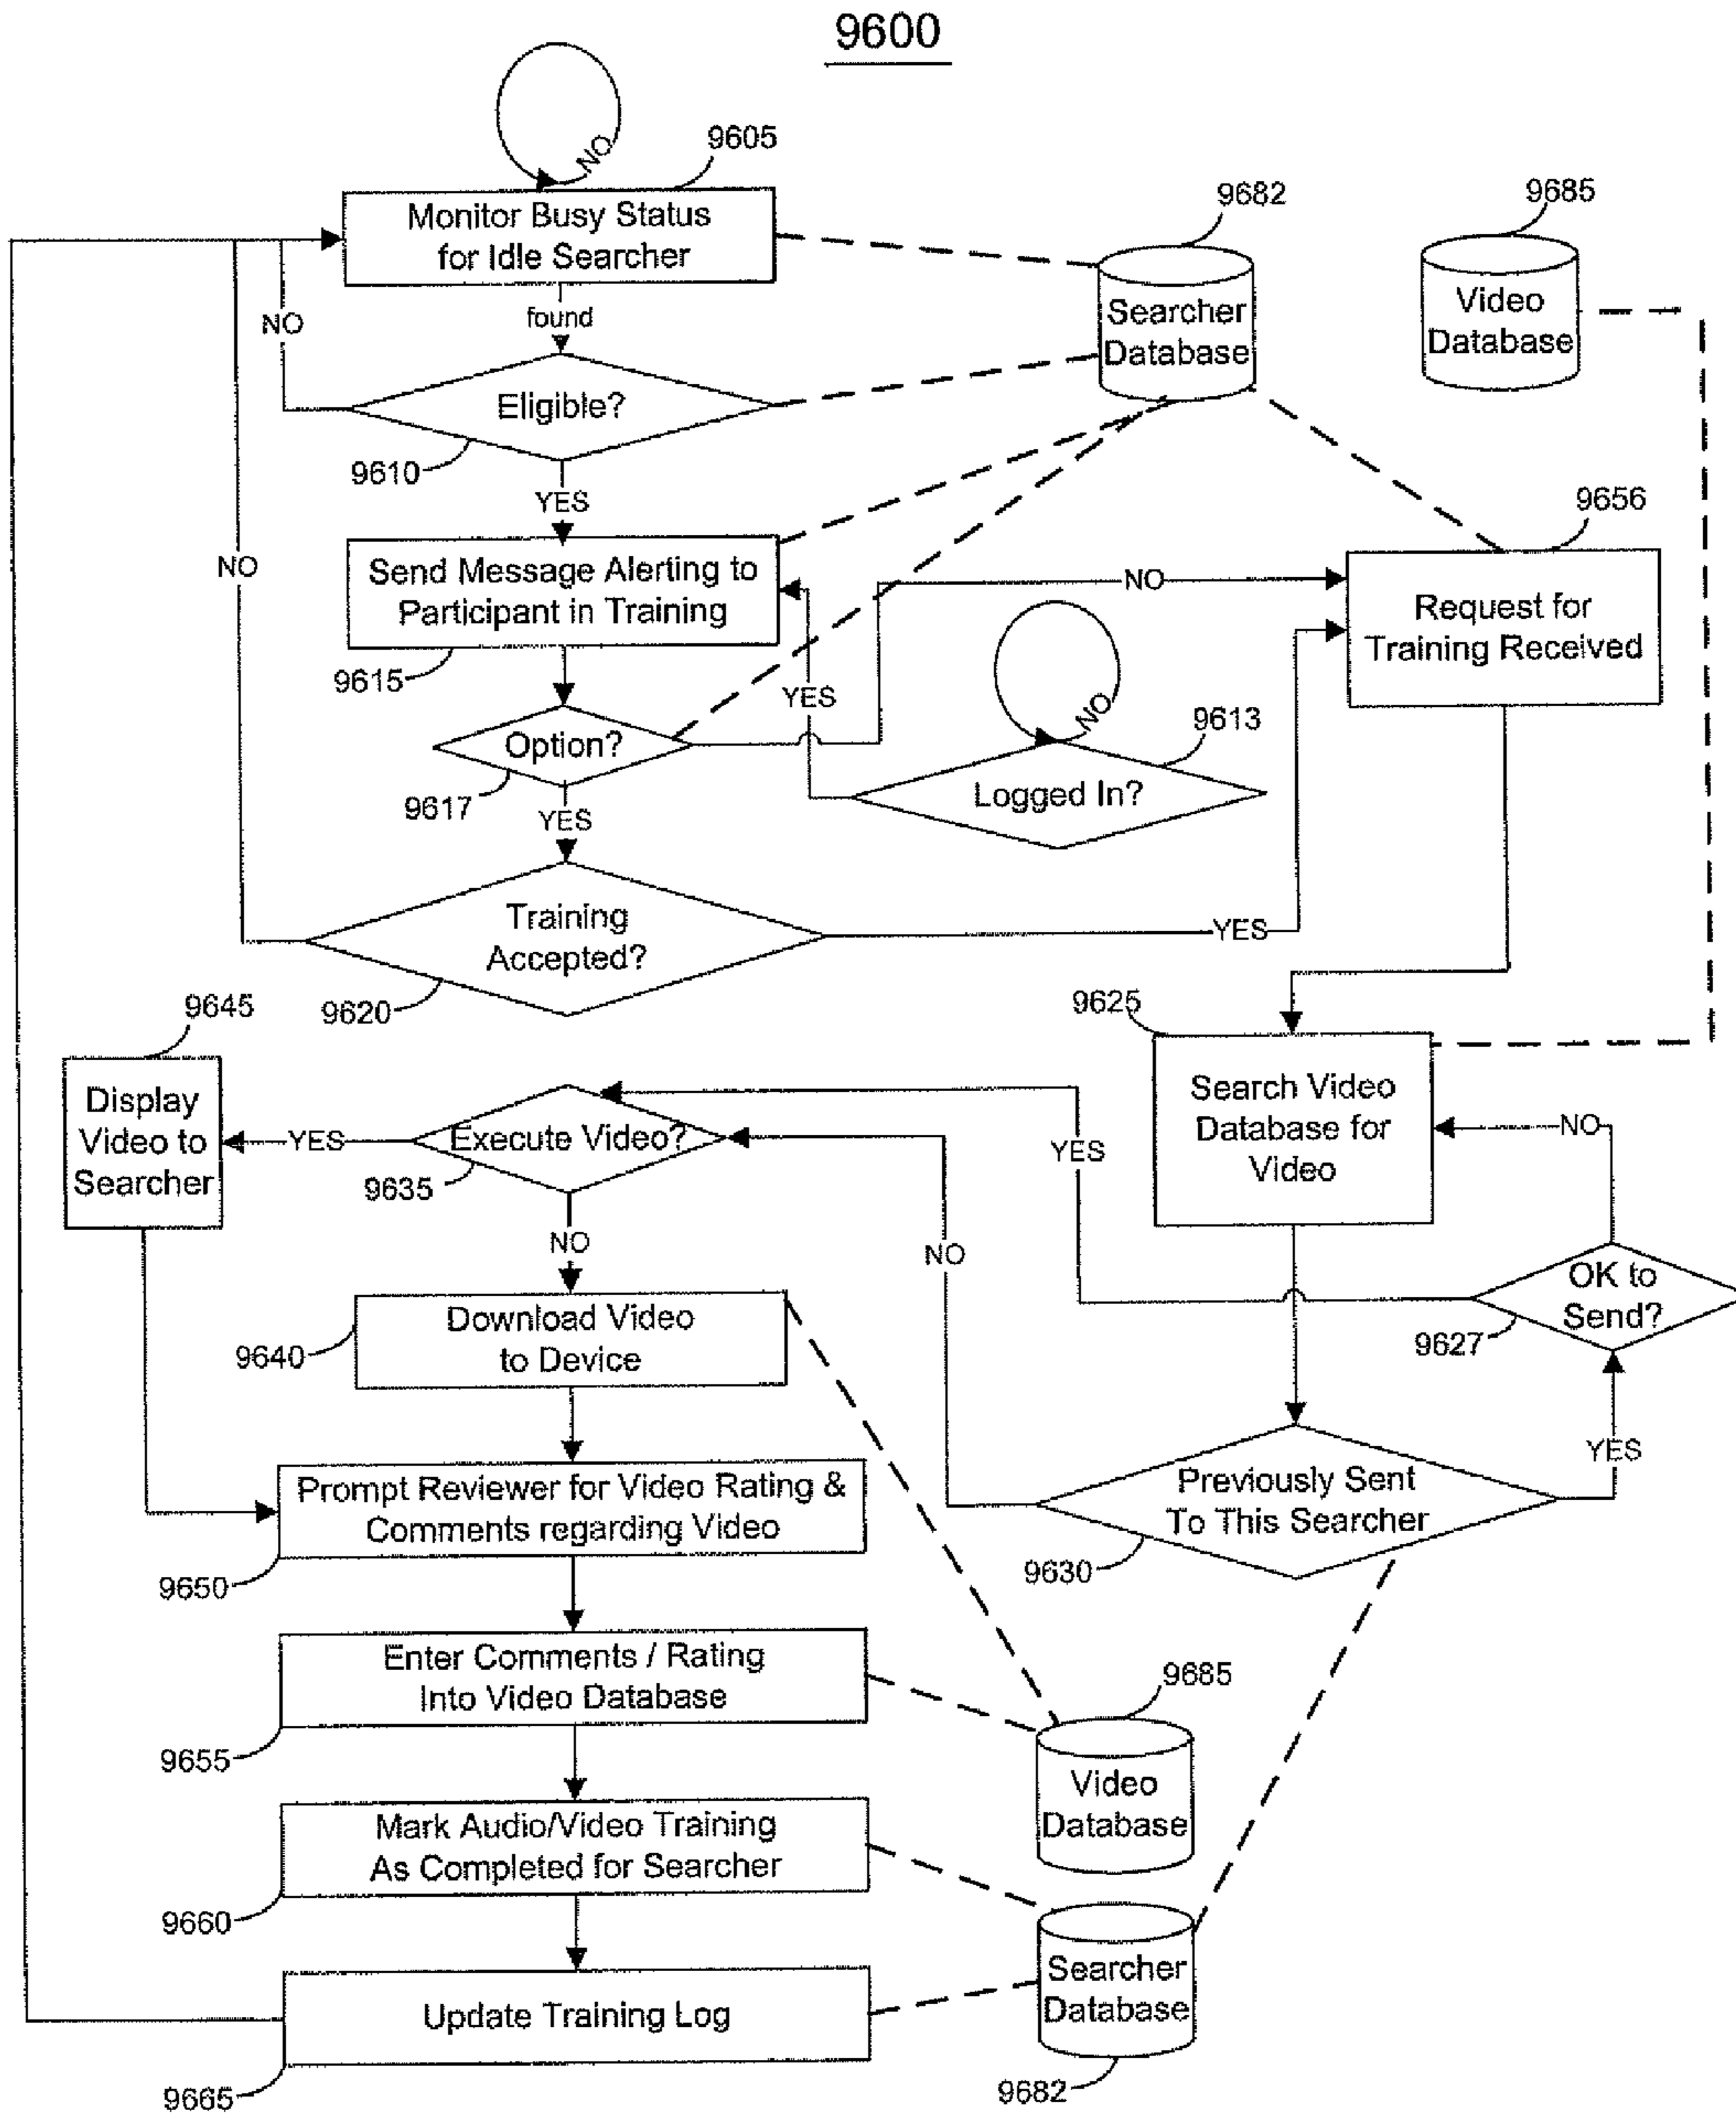 9600
NO
9605
Monitor Busy Status
for Idle Searcher
9682
Searcher
Database
9685
Video
Database
found
NO
Eligible?
9610
YES
NO
Send Message Alerting to
Participant in Training
9615
NO
9656
Request for
Training Received
YES
NO
9613
Logged In?
Option?
9617
YES
Training
Accepted?
9620
YES
9645
Display
Video to
Searcher
YES
Execute Video?
9635
NO
YES
NO
9625
Search Video
Database for
Video
NO
OK to
Send?
9627
YES
Download Video
to Device
9640
Previously Sent
To This Searcher
9630
Prompt Reviewer for Video Rating &
Comments regarding Video
9650
Enter Comments / Rating
Into Video Database
9655
9685
Video
Database
Mark Audio/Video Training
As Completed for Searcher
9660
Searcher
Database
9682
Update Training Log
9665